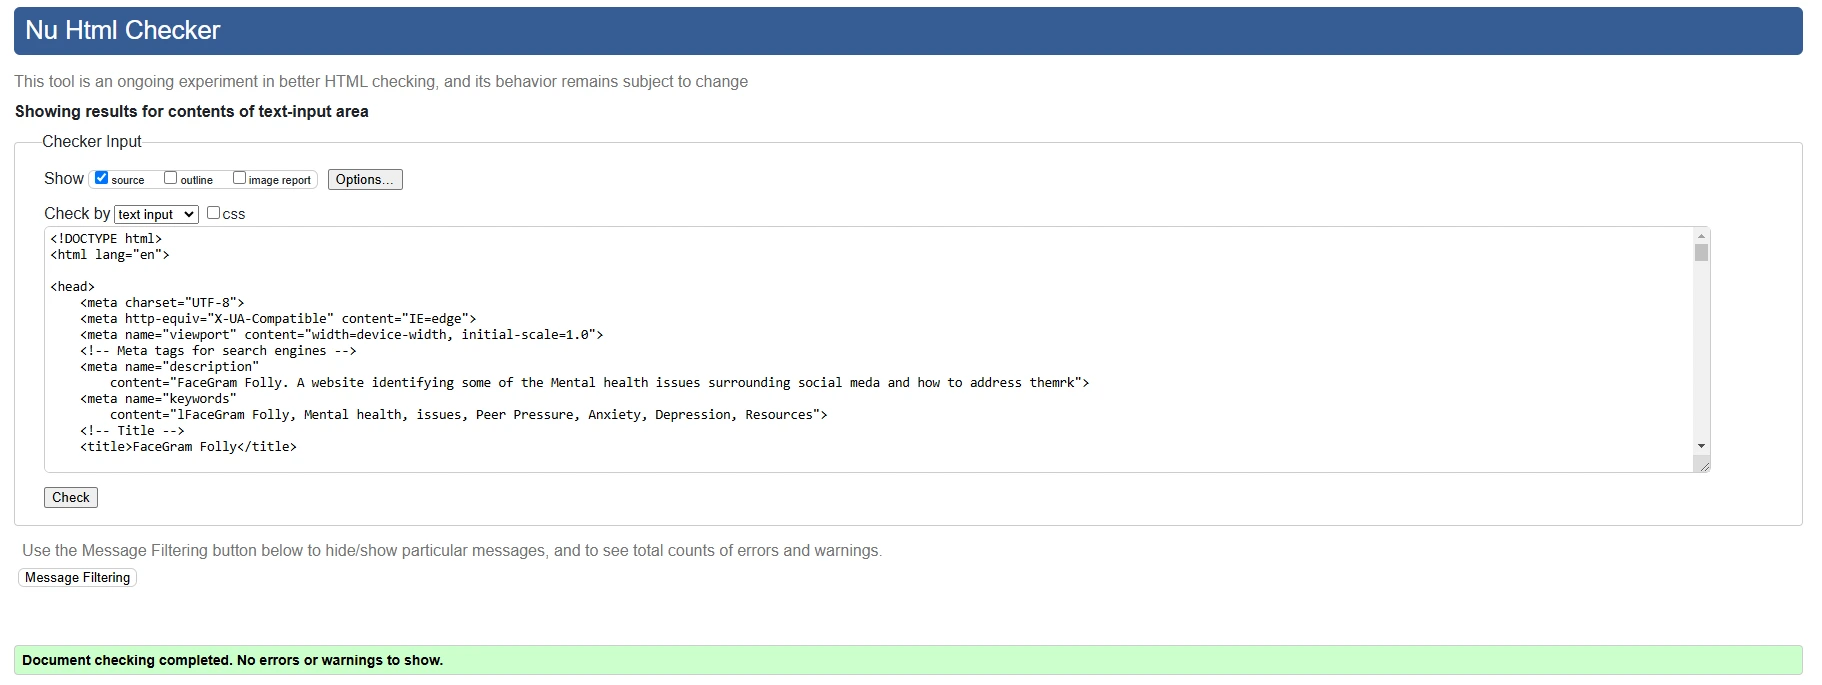 Nu Html Checker
This tool is an ongoing experiment in better HTML checking, and its behavior remains subject to change
Showing results for contents of text-input area
Checker Input
Show source outline image report Options...
Check by text input css
<!DOCTYPE html>
<html lang="en">
<head>
<meta charset="UTF-8">
<meta http-equiv="X-UA-Compatible" content="IE=edge">
<meta name="viewport" content="width=device-width, initial-scale=1.0">
<!-- Meta tags for search engines -->
<meta name="description"
content="FaceGram Folly. A website identifying some of the Mental health issues surrounding social meda and how to address themrk">
<meta name="keywords"
content="lFaceGram Folly, Mental health, issues, Peer Pressure, Anxiety, Depression, Resources">
<!-- Title -->
<title>FaceGram Folly</title>
Check
Use the Message Filtering button below to hide/show particular messages, and to see total counts of errors and warnings.
Message Filtering
Document checking completed. No errors or warnings to show.